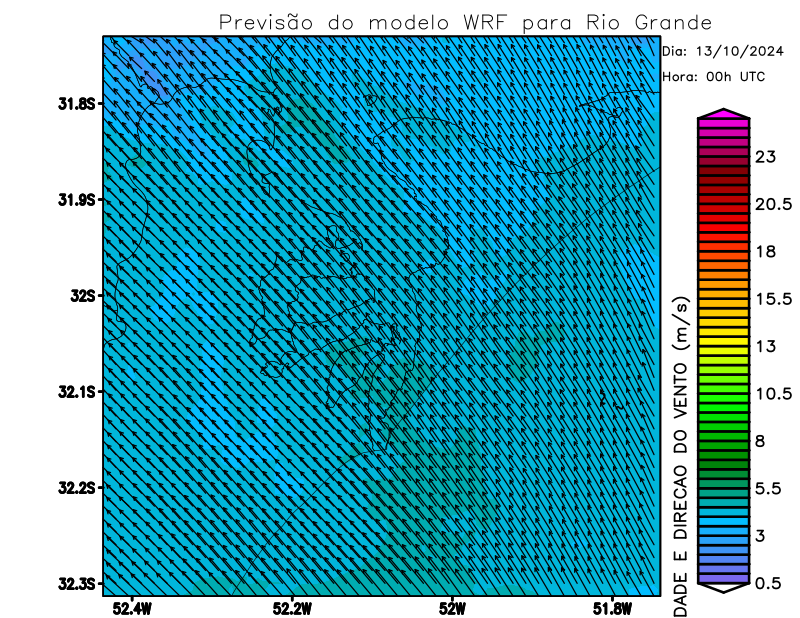 Previsão do modelo WRF para Rio Grande
Dia: 13/10/2024
Hora: 00h UTC
31.8S
31.9S
32S
32.1S
32.2S
32.3S
52.4W
52.2W
52W
51.8W
23
20.5
18
15.5
13
10.5
8
5.5
3
0.5
DADE E DIRECAO DO VENTO (m/s)